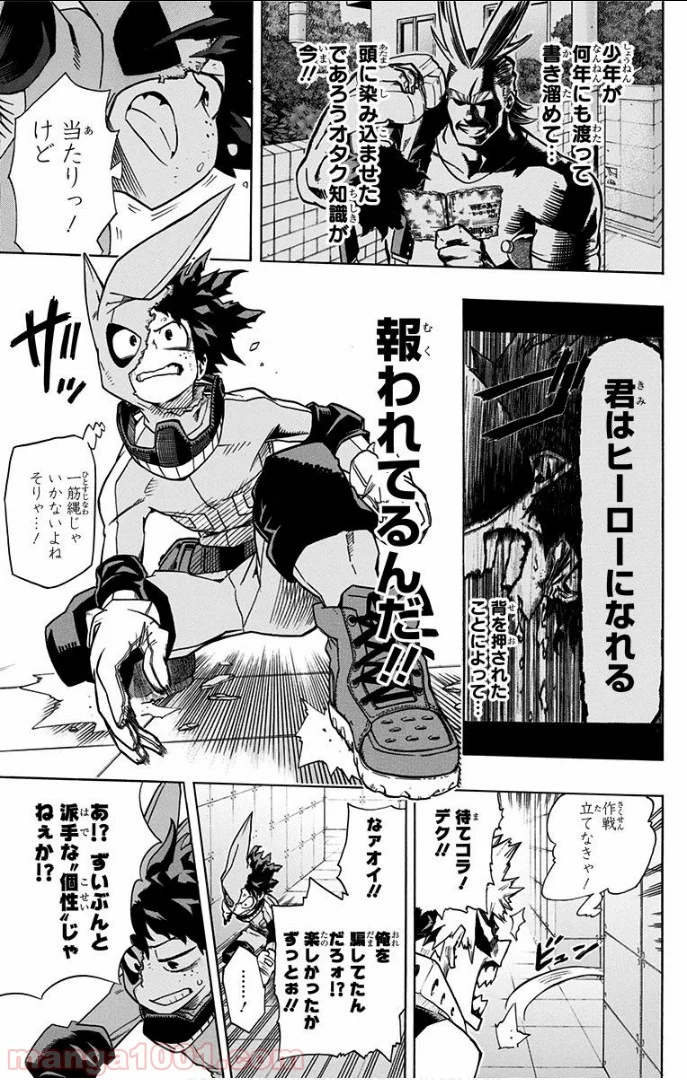 少年が
何年にも渡って
書き溜めて…
頭に染み込ませた
であろうオタク知識が
今!!
当たりっ!
けど
君はヒーローになれる
背を押された
ことによって…
報われてるんだ!!
ザッ
一筋縄じゃ
いかないよね
そりゃ…!
作戦
立てなきゃ!
ビュン
待てコラ!
デク!!
なァオイ!!
俺を
騙してたん
だろォ!?
楽しかったか
ずっとぉ!!
………
あ!? ずいぶんと
派手な"個性"じゃ
ねぇか!?
manga1001.com